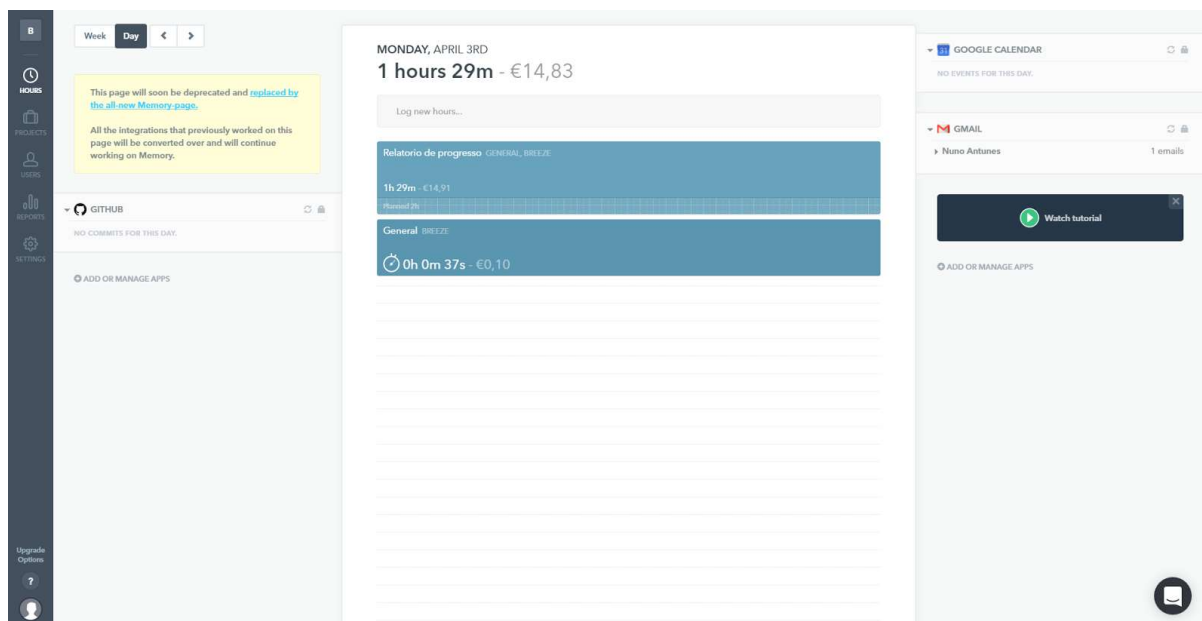 B
HOURS
PROJECTS
USERS
REPORTS
SETTINGS
Upgrade
Options
?
Week Day
This page will soon be deprecated and replaced by
the all-new Memory-page.
All the integrations that previously worked on this
page will be converted over and will continue
working on Memory.
GITHUB
NO COMMITS FOR THIS DAY.
ADD OR MANAGE APPS
MONDAY, APRIL 3RD
1 hours 29m - €14,83
Log new hours...
Relatorio de progresso GENERAL, BREEZE
1h 29m - €14,91
Planned 2h
General BREEZE
0h 0m 37s - €0,10
31 GOOGLE CALENDAR
NO EVENTS FOR THIS DAY.
GMAIL
Nuno Antunes 1 emails
Watch tutorial
ADD OR MANAGE APPS